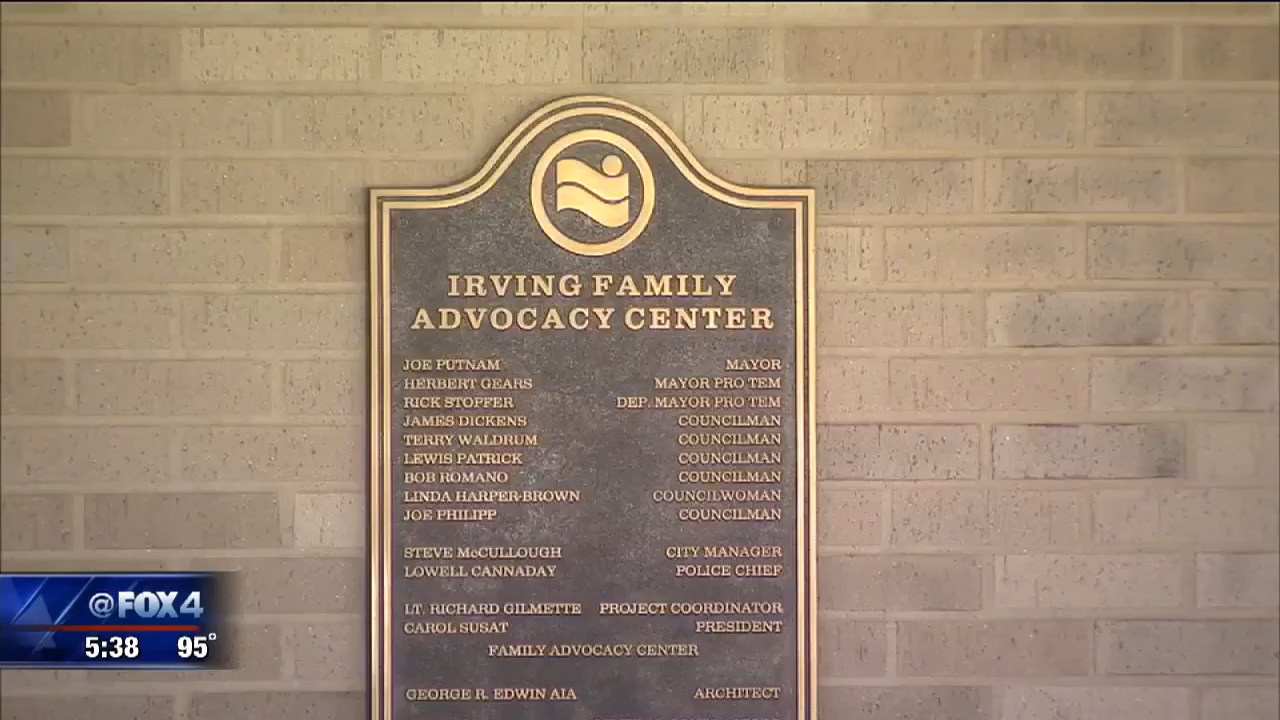 IRVING FAMILY
ADVOCACY CENTER
JOE PUTNAM MAYOR
HERBERT GEARS MAYOR PRO TEM
RICK STOPFER DEP. MAYOR PRO TEM
JAMES DICKENS COUNCILMAN
TERRY WALDRUM COUNCILMAN
LEWIS PATRICK COUNCILMAN
BOB ROMANO COUNCILMAN
LINDA HARPER-BROWN COUNCILWOMAN
JOE PHILIPP COUNCILMAN
STEVE McCULLOUGH CITY MANAGER
LOWELL CANNADAY POLICE CHIEF
LT. RICHARD GILMETTE PROJECT COORDINATOR
CAROL SUSAT PRESIDENT
FAMILY ADVOCACY CENTER
GEORGE R. EDWIN AIA ARCHITECT
@FOX4
5:38 95°